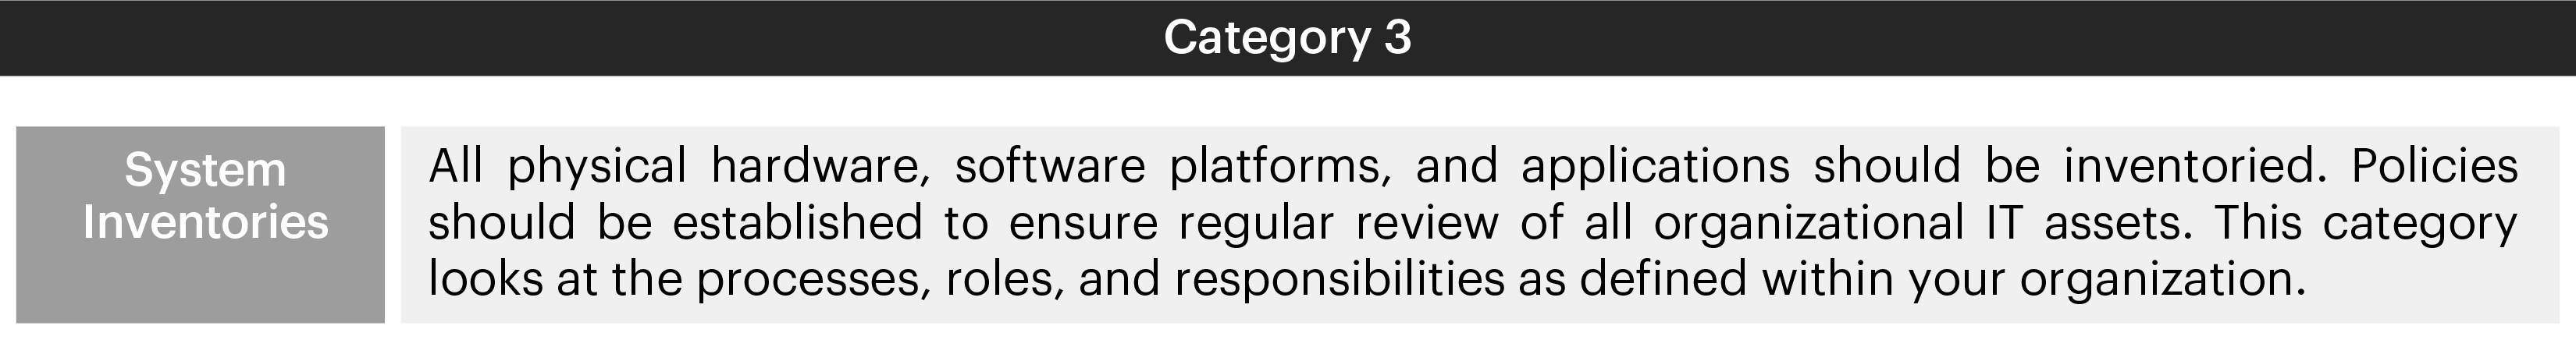 Category 3
System
Inventories
All physical hardware, software platforms, and applications should be inventoried. Policies
should be established to ensure regular review of all organizational IT assets. This category
looks at the processes, roles, and responsibilities as defined within your organization.